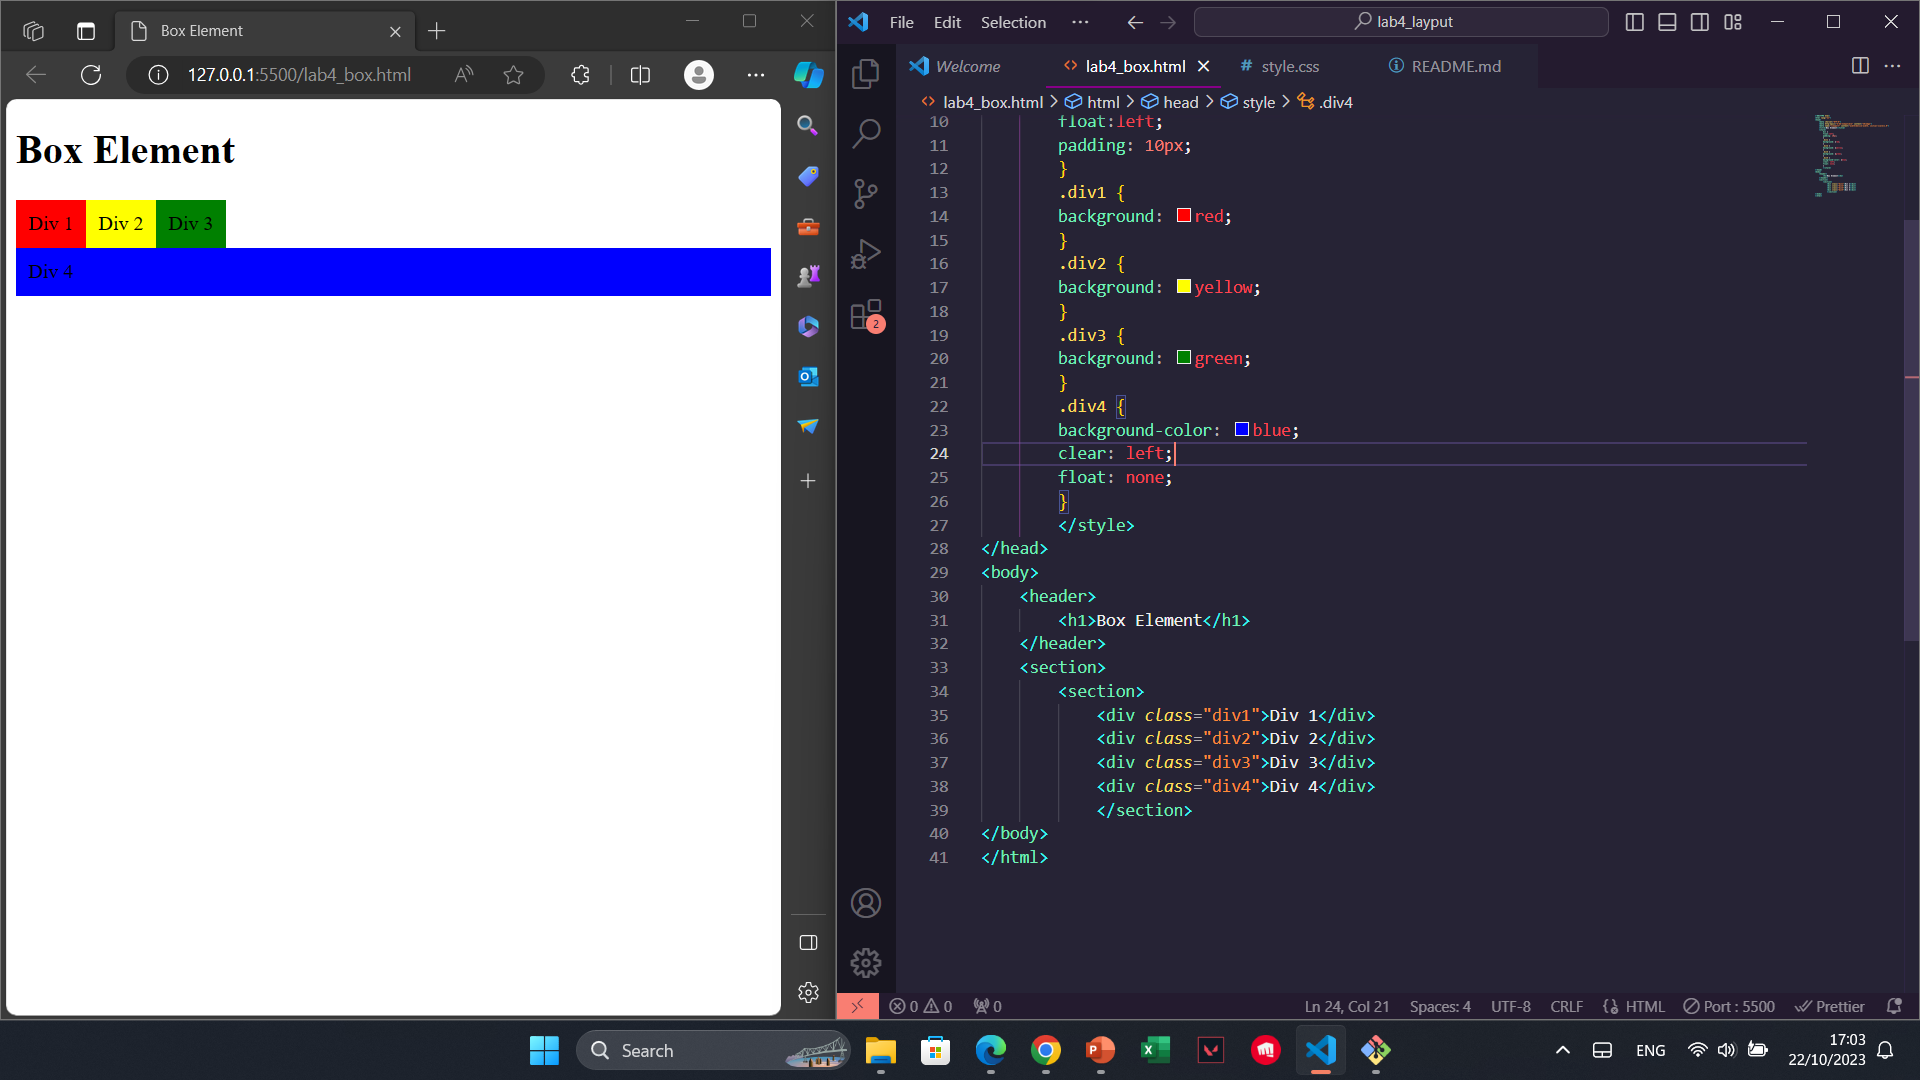 Box Element
127.0.0.1:5500/lab4_box.html
Box Element
Div 1
Div 2
Div 3
Div 4
File
Edit
Selection
lab4_layput
Welcome
lab4_box.html
style.css
README.md
lab4_box.html > html > head > style > .div4
10 float:left;
11 padding: 10px;
12 }
13 .div1 {
14 background: red;
15 }
16 .div2 {
17 background: yellow;
18 }
19 .div3 {
20 background: green;
21 }
22 .div4 {
23 background-color: blue;
24 clear: left;
25 float: none;
26 }
27 </style>
28 </head>
29 <body>
30 <header>
31 <h1>Box Element</h1>
32 </header>
33 <section>
34 <section>
35 <div class="div1">Div 1</div>
36 <div class="div2">Div 2</div>
37 <div class="div3">Div 3</div>
38 <div class="div4">Div 4</div>
39 </section>
40 </body>
41 </html>
2
0 0 0
Ln 24, Col 21
Spaces: 4
UTF-8
CRLF
HTML
Port : 5500
Prettier
Search
ENG
17:03
22/10/2023